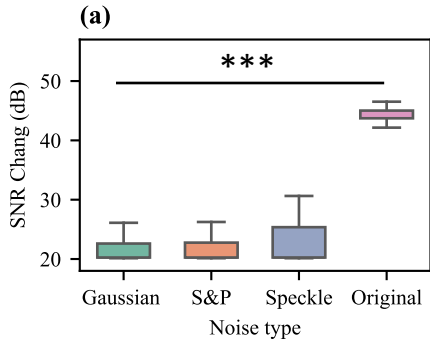 (a)
***
SNR Chang (dB)
50
40
30
20
Gaussian S&P Speckle Original
Noise type